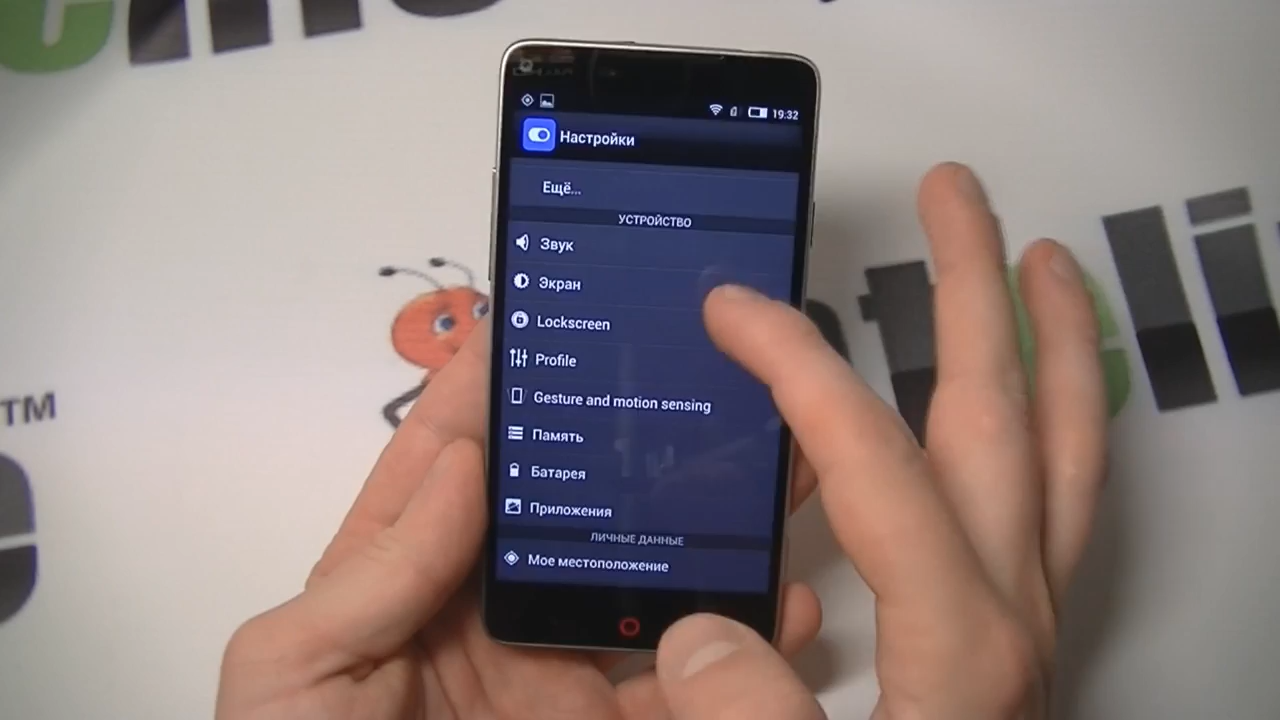 19:32
Настройки
Ещё...
УСТРОЙСТВО
Звук
Экран
Lockscreen
Profile
Gesture and motion sensing
Память
Батарея
Приложения
ЛИЧНЫЕ ДАННЫЕ
Мое местоположение
TM